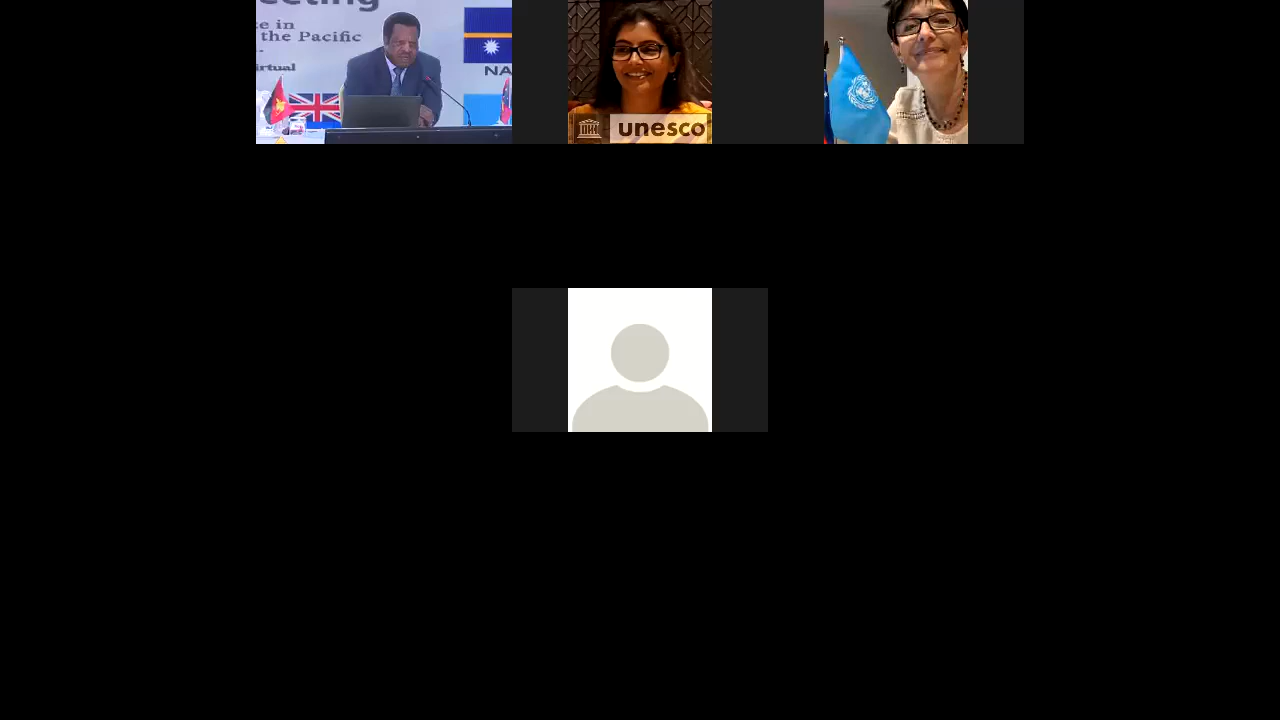 eeting
e in
the Pacific
irtual
NA
unesco